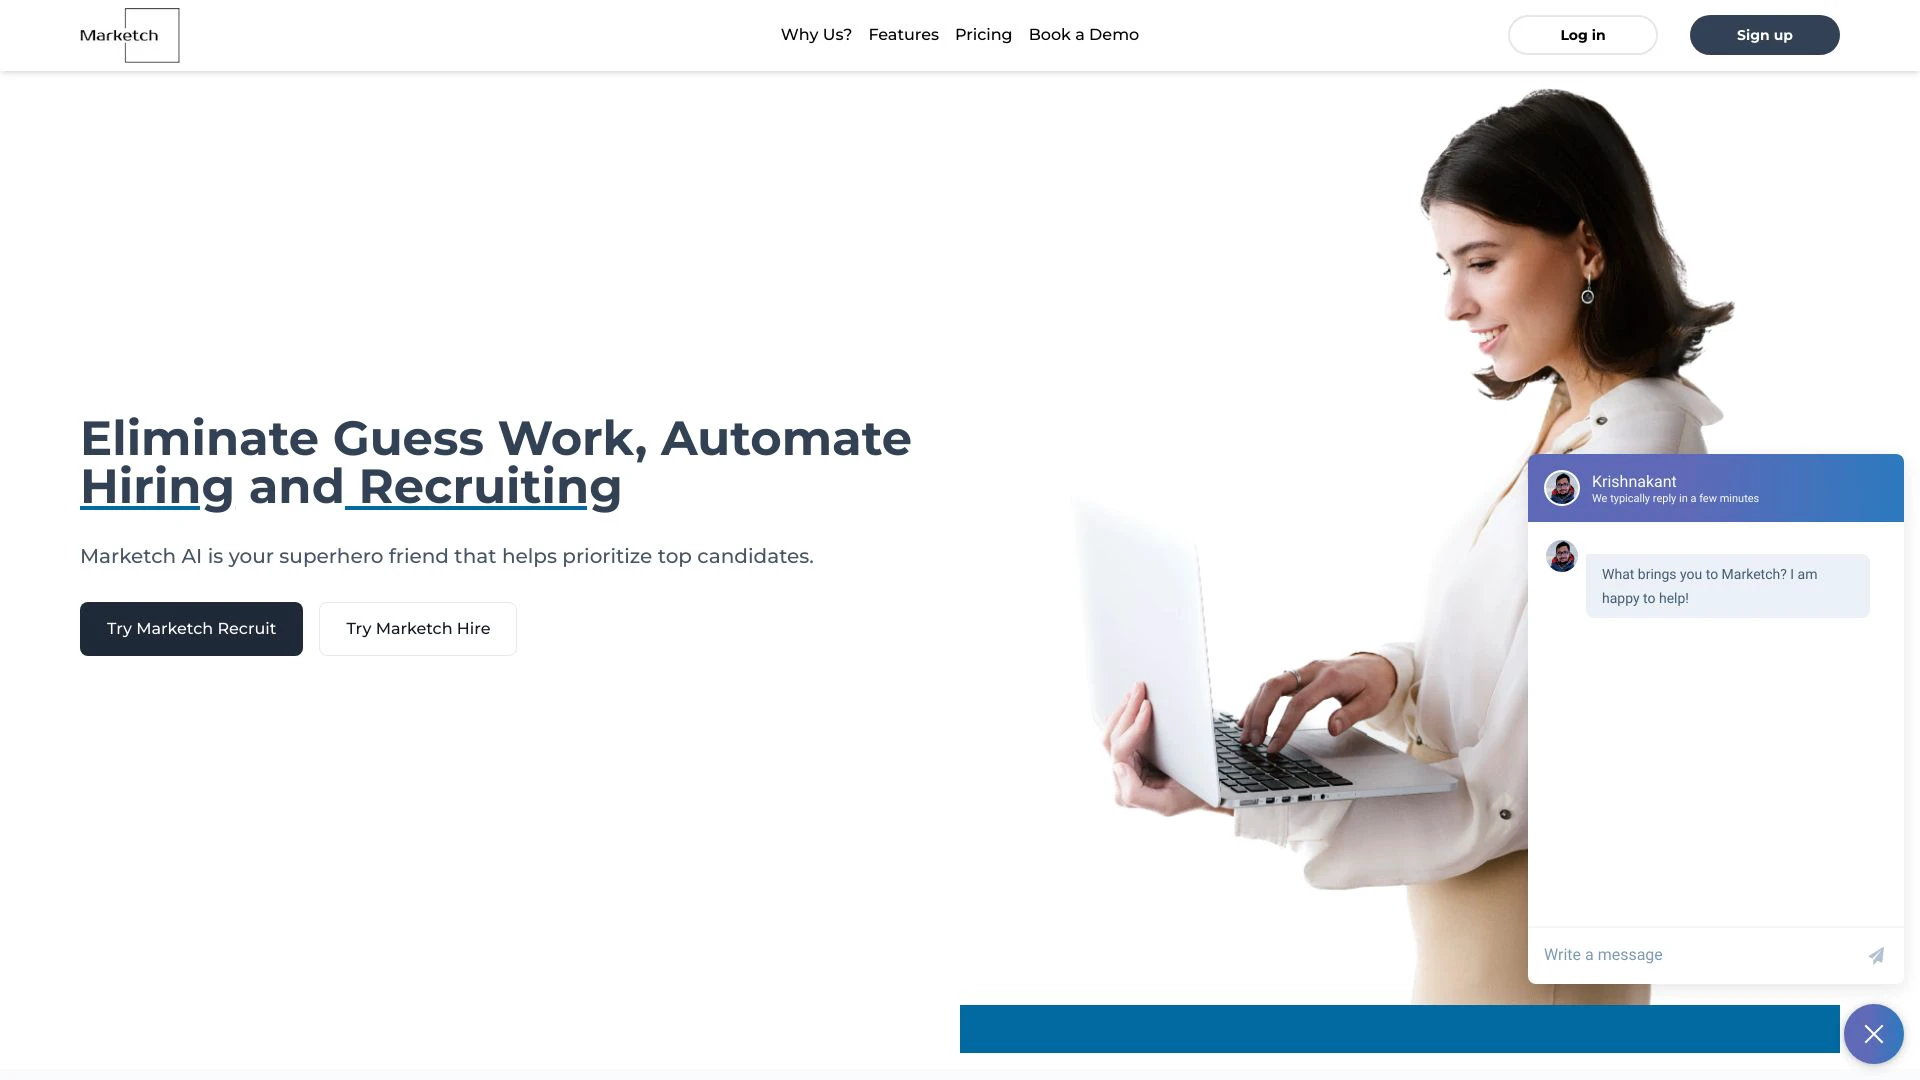 Marketch
Why Us? Features Pricing Book a Demo
Log in
Sign up
Eliminate Guess Work, Automate
Hiring and Recruiting
Marketch AI is your superhero friend that helps prioritize top candidates.
Try Marketch Recruit
Try Marketch Hire
Krishnakant
We typically reply in a few minutes
What brings you to Marketch? I am
happy to help!
Write a message